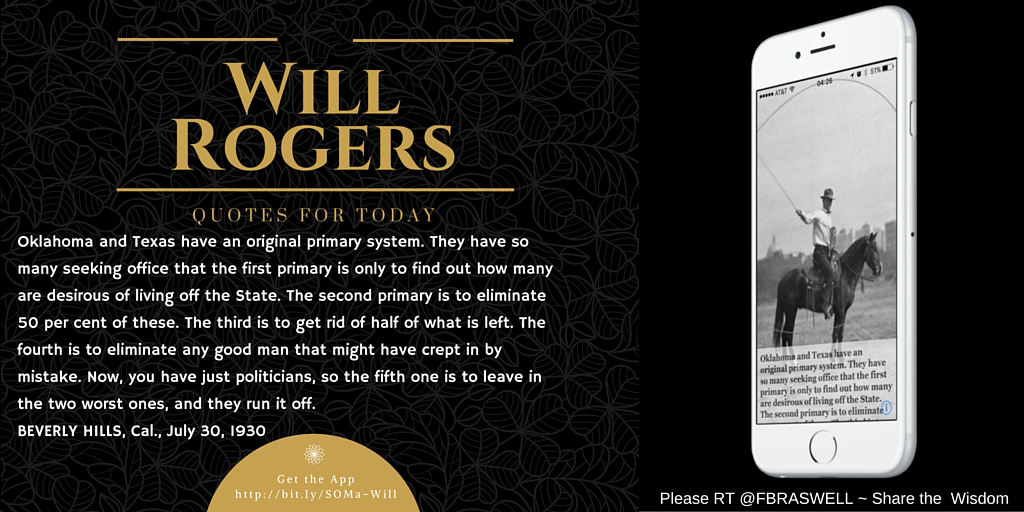 Will
Rogers
QUOTES FOR TODAY
Oklahoma and Texas have an original primary system. They have so
many seeking office that the first primary is only to find out how many
are desirous of living off the State. The second primary is to eliminate
50 per cent of these. The third is to get rid of half of what is left. The
fourth is to eliminate any good man that might have crept in by
mistake. Now, you have just politicians, so the fifth one is to leave in
the two worst ones, and they run it off.
BEVERLY HILLS, Cal., July 30, 1930
Get the App
http://bit.ly/SOMa-Will
AT&T 04:26 51%
Oklahoma and Texas have an
original primary system. They have
so many seeking office that the first
primary is only to find out how many
are desirous of living off the State.
The second primary is to eliminate
Please RT @FBRASWELL ~ Share the Wisdom